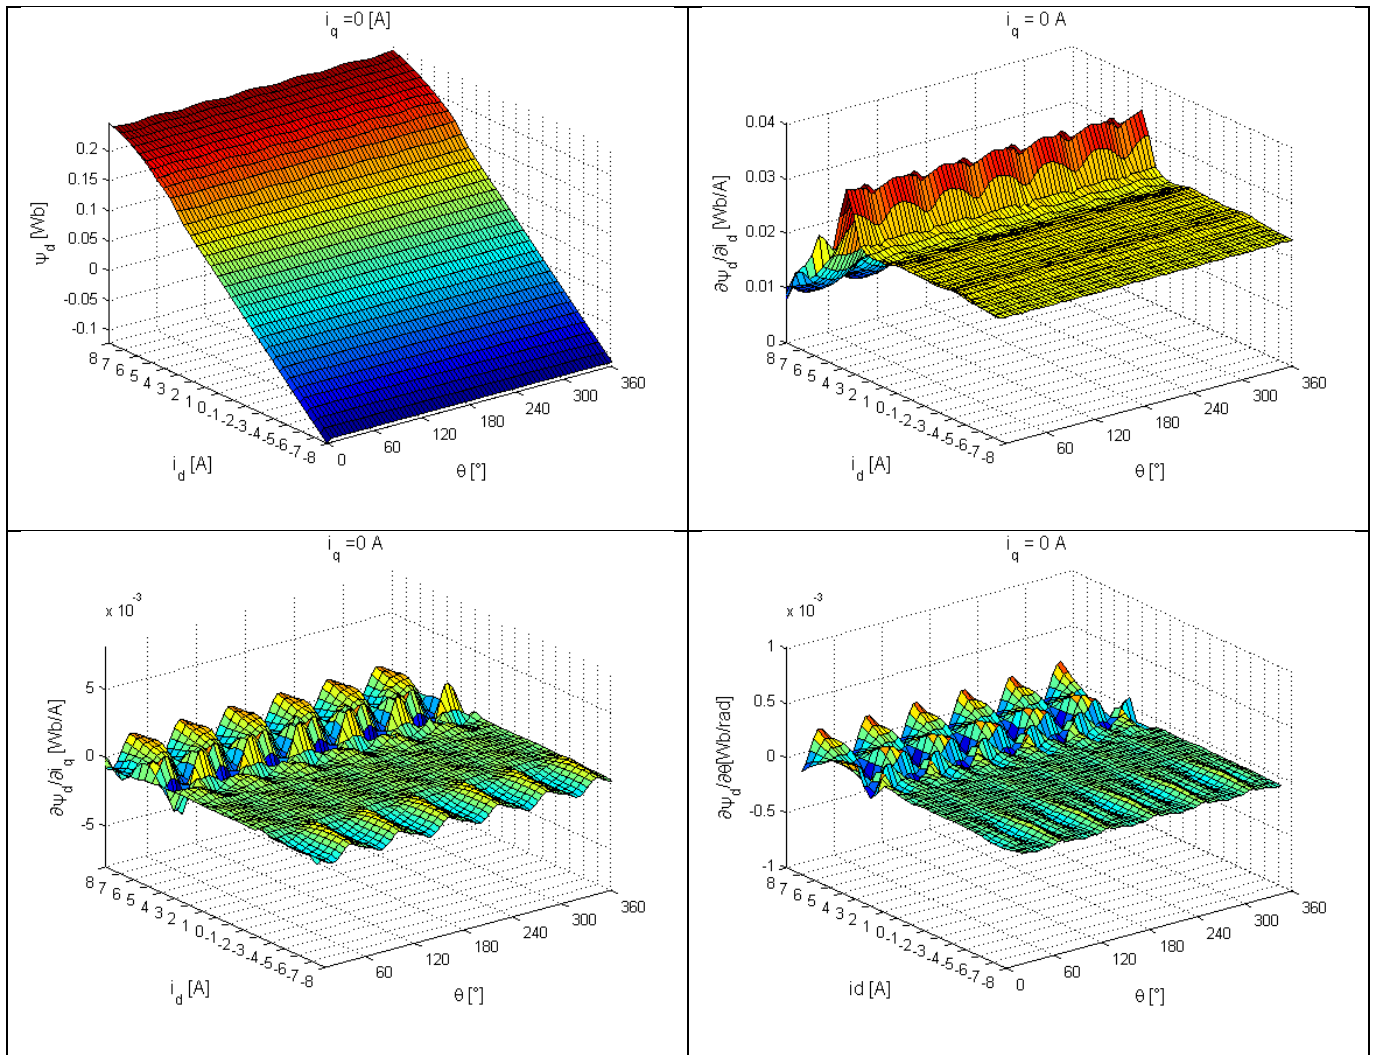 i_q =0 [A]
ψ_d [Wb]
0.2
0.15
0.1
0.05
0
-0.05
-0.1
8 7 6 5 4 3 2 1 0 -1 -2 -3 -4 -5 -6 -7 -8
i_d [A]
0 60 120 180 240 300 360
θ [°]
i_q = 0 A
∂ψ_d/∂i_d [Wb/A]
0.04
0.03
0.02
0.01
0
8 7 6 5 4 3 2 1 0 -1 -2 -3 -4 -5 -6 -7 -8
i_d [A]
60 120 180 240 300 360
θ [°]
i_q =0 A
x 10^-3
∂ψ_d/∂i_q [Wb/A]
5
0
-5
8 7 6 5 4 3 2 1 0 -1 -2 -3 -4 -5 -6 -7 -8
i_d [A]
60 120 180 240 300 360
θ [°]
i_q = 0 A
x 10^-3
∂ψ_d/∂θ[Wb/rad]
1
0.5
0
-0.5
-1
8 7 6 5 4 3 2 1 0 -1 -2 -3 -4 -5 -6 -7 -8
id [A]
0 60 120 180 240 300 360
θ [°]